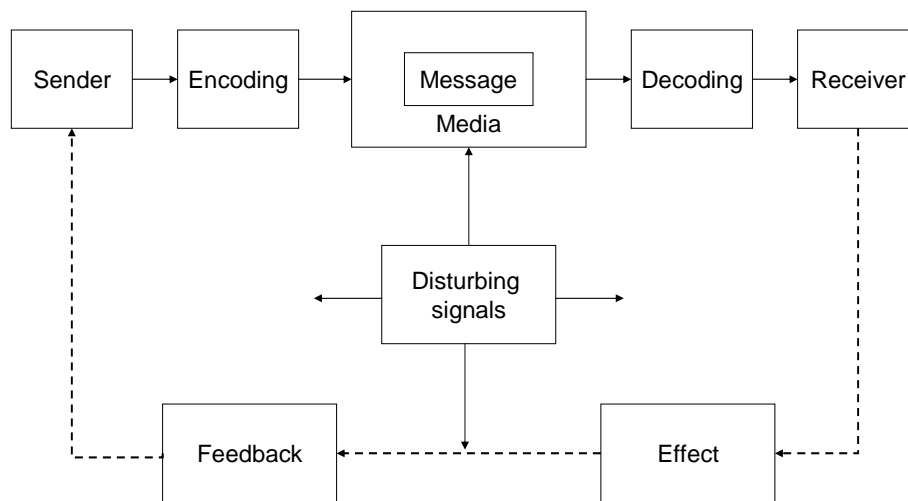 Sender
Encoding
Message
Media
Decoding
Receiver
Disturbing
signals
Feedback
Effect